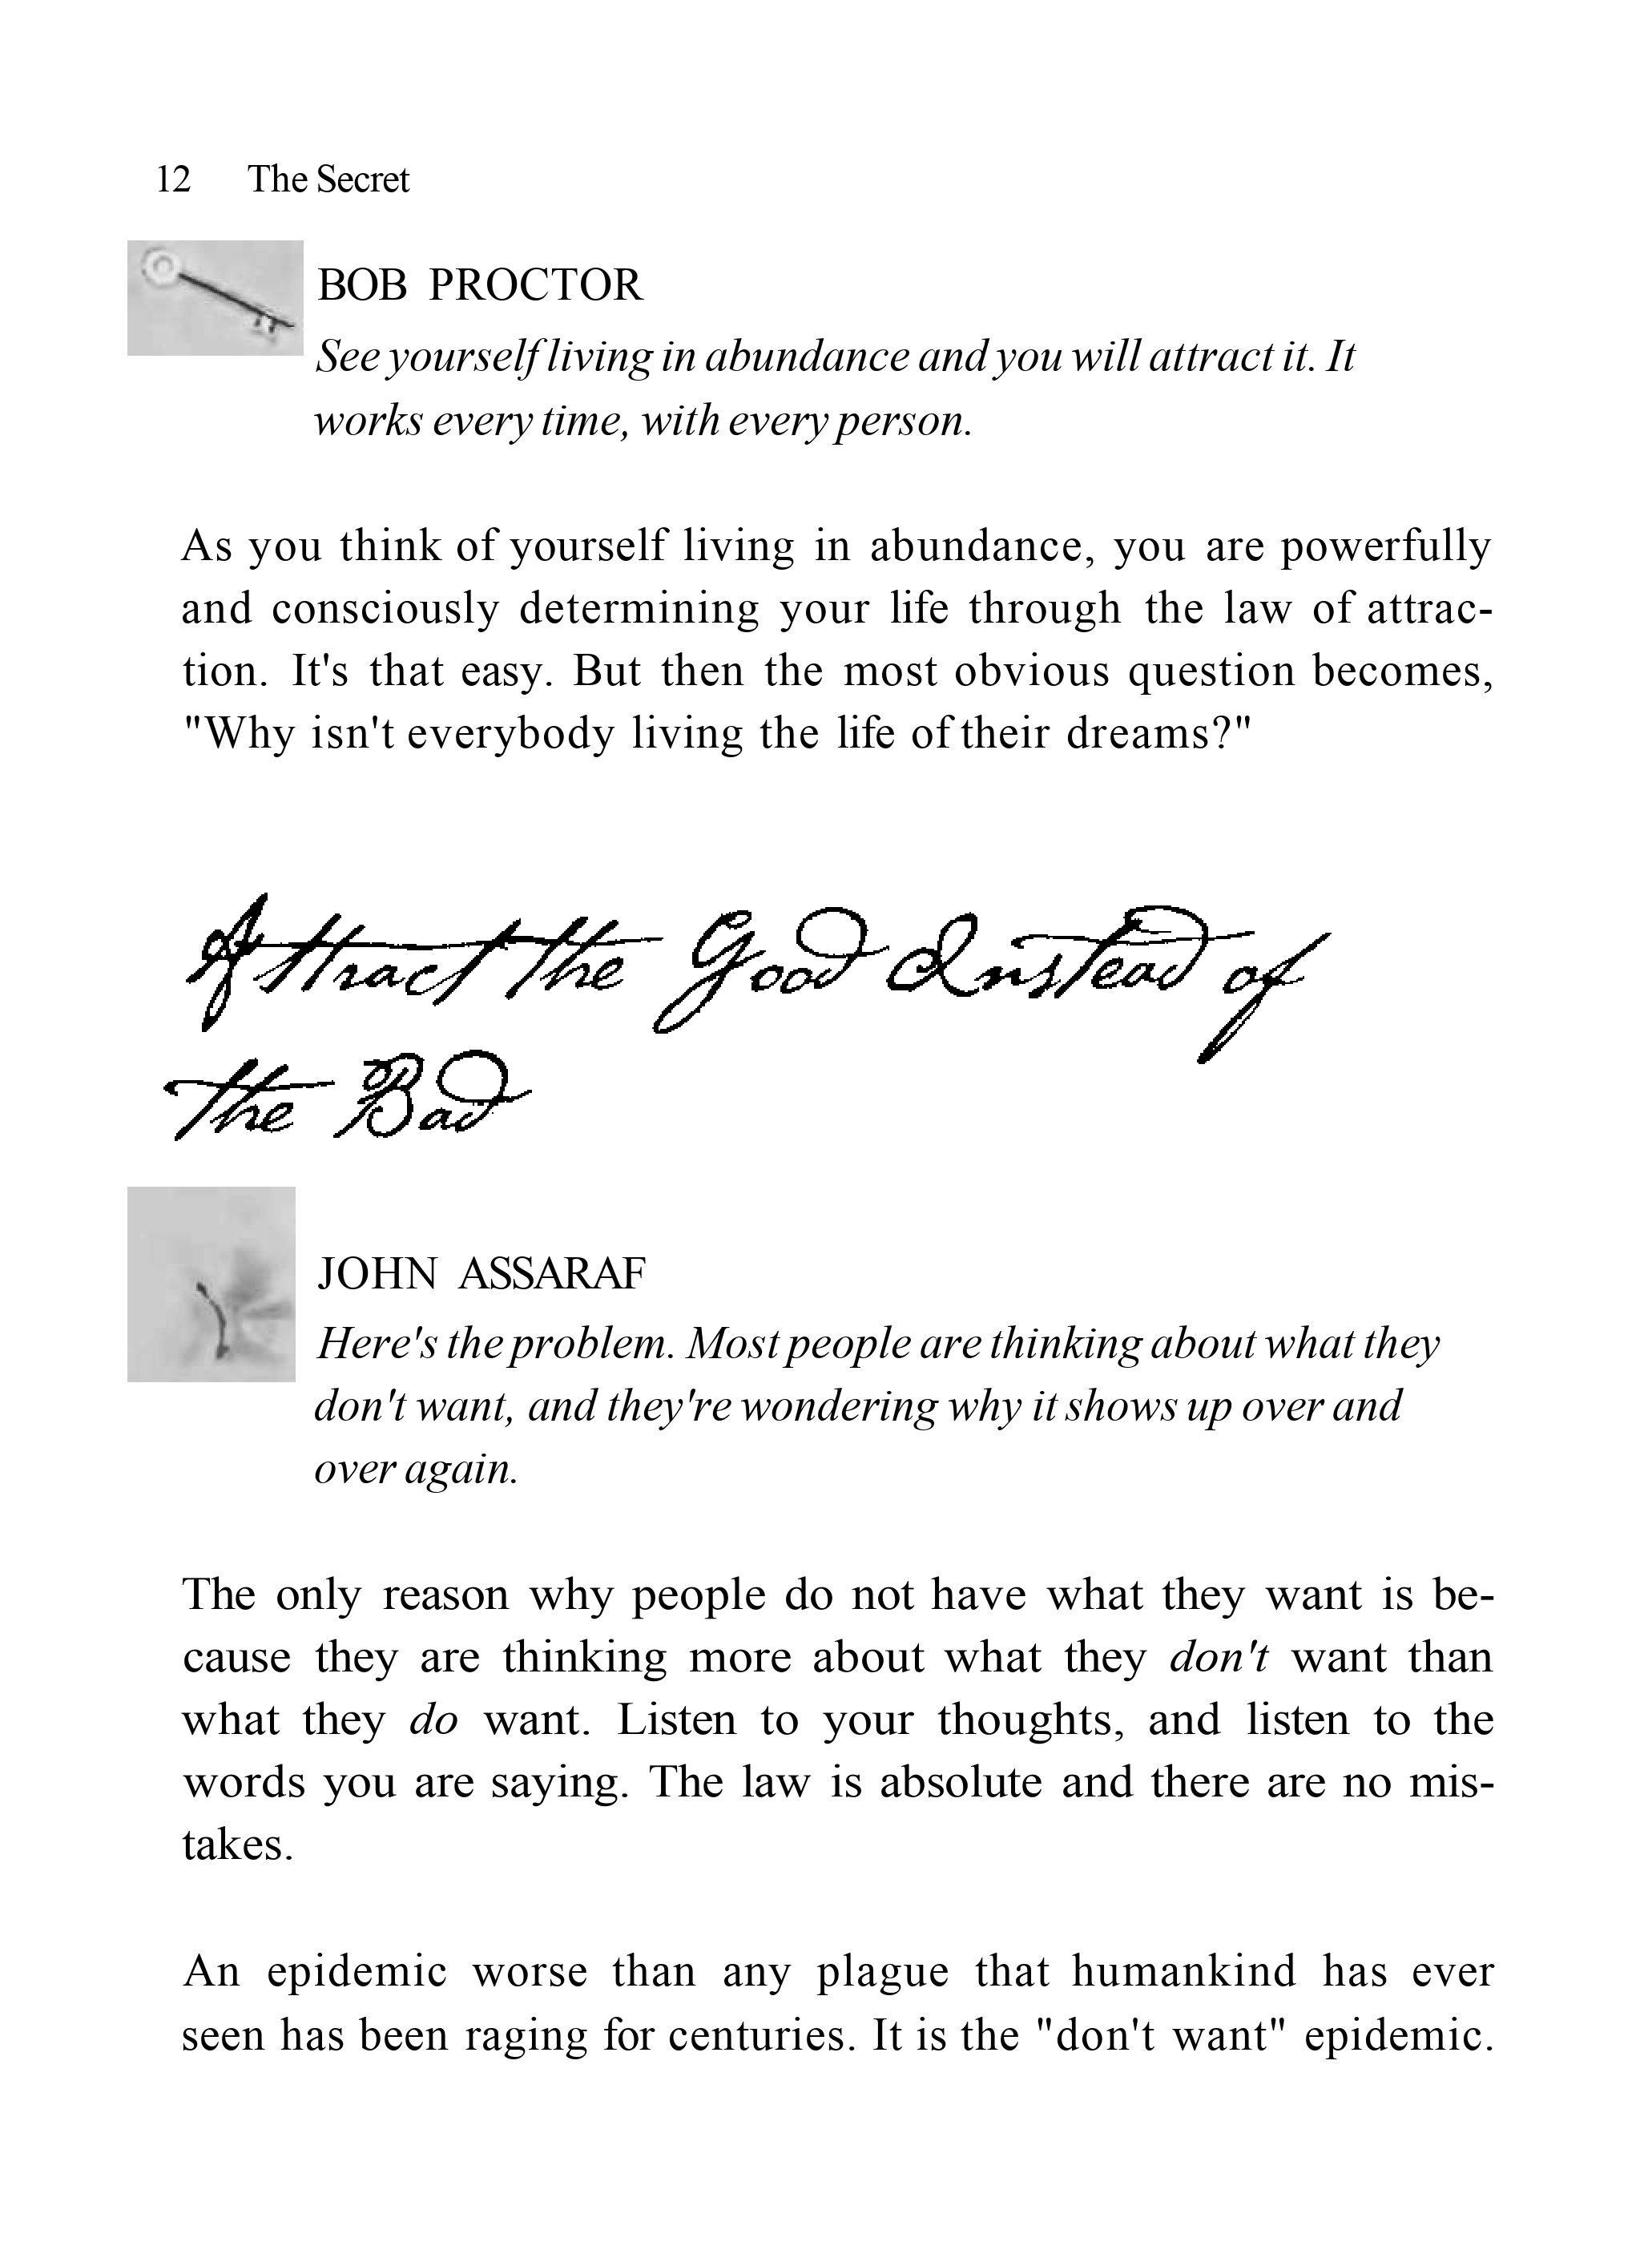 12 The Secret
BOB PROCTOR
See yourself living in abundance and you will attract it. It
works every time, with every person.
As you think of yourself living in abundance, you are powerfully
and consciously determining your life through the law of attrac-
tion. It's that easy. But then the most obvious question becomes,
"Why isn't everybody living the life of their dreams?"
Attract the Good Instead of
the Bad
JOHN ASSARAF
Here's the problem. Most people are thinking about what they
don't want, and they're wondering why it shows up over and
over again.
The only reason why people do not have what they want is be-
cause they are thinking more about what they don't want than
what they do want. Listen to your thoughts, and listen to the
words you are saying. The law is absolute and there are no mis-
takes.
An epidemic worse than any plague that humankind has ever
seen has been raging for centuries. It is the "don't want" epidemic.